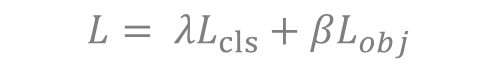 L = λL_cls + βL_obj